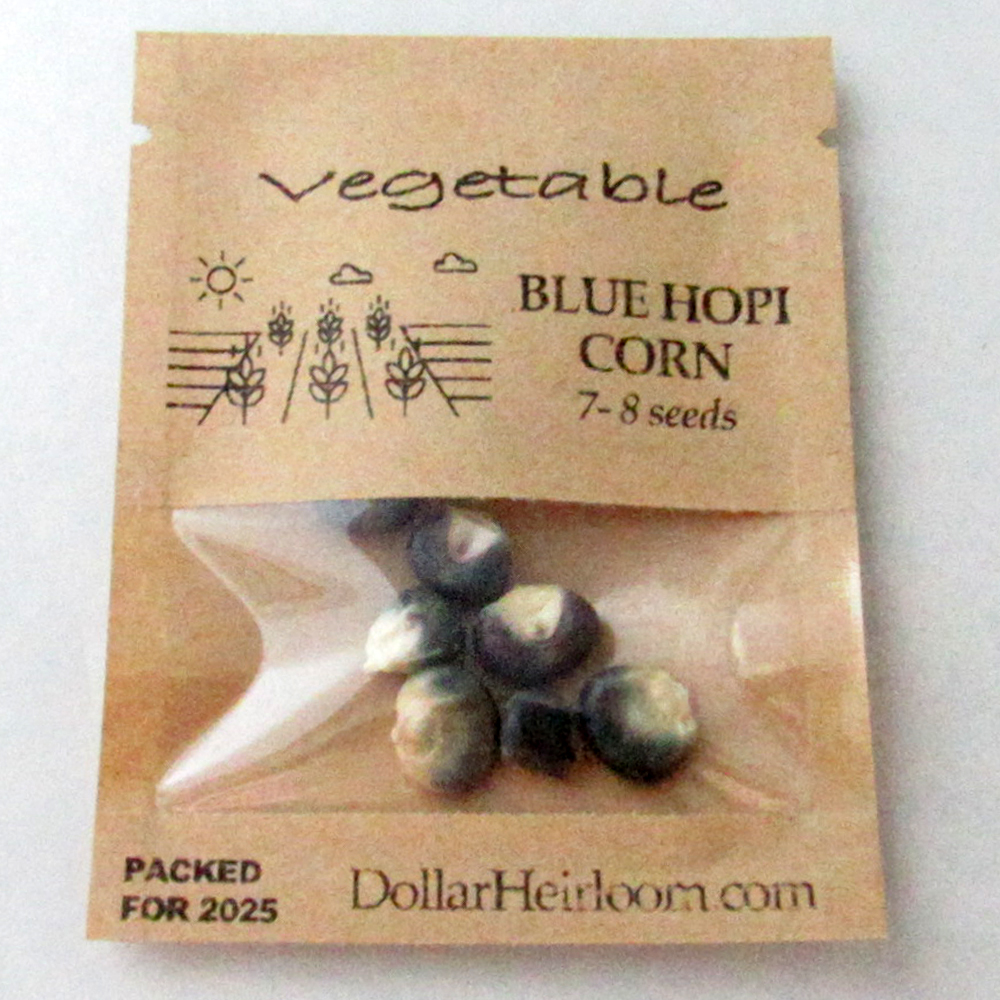 Vegetable
BLUE HOPI
CORN
7-8 seeds
PACKED
FOR 2025
DollarHeirloom.com